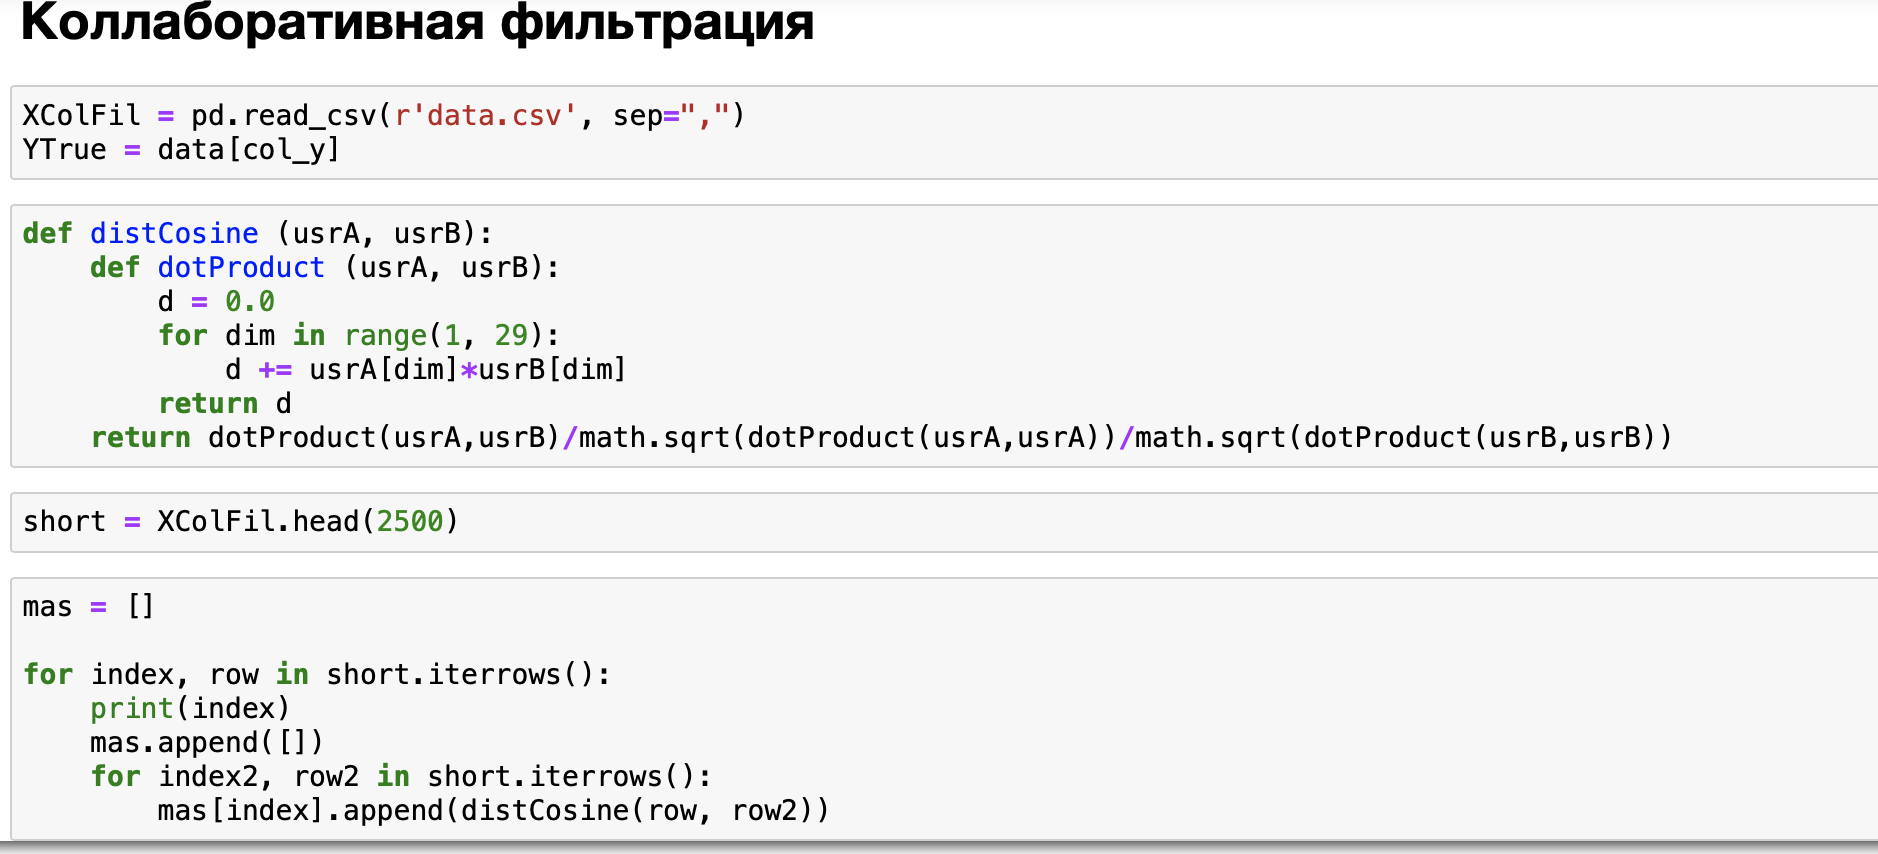 Коллаборативная фильтрация
XColFil = pd.read_csv(r'data.csv', sep=",")
YTrue = data[col_y]
def distCosine (usrA, usrB):
    def dotProduct (usrA, usrB):
        d = 0.0
        for dim in range(1, 29):
            d += usrA[dim]*usrB[dim]
        return d
    return dotProduct(usrA,usrB)/math.sqrt(dotProduct(usrA,usrA))/math.sqrt(dotProduct(usrB,usrB))
short = XColFil.head(2500)
mas = []
for index, row in short.iterrows():
    print(index)
    mas.append([])
    for index2, row2 in short.iterrows():
        mas[index].append(distCosine(row, row2))